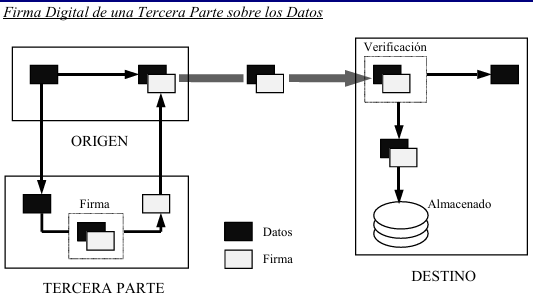 Firma Digital de una Tercera Parte sobre los Datos
Verificación
ORIGEN
Firma
Almacenado
Datos
Firma
DESTINO
TERCERA PARTE